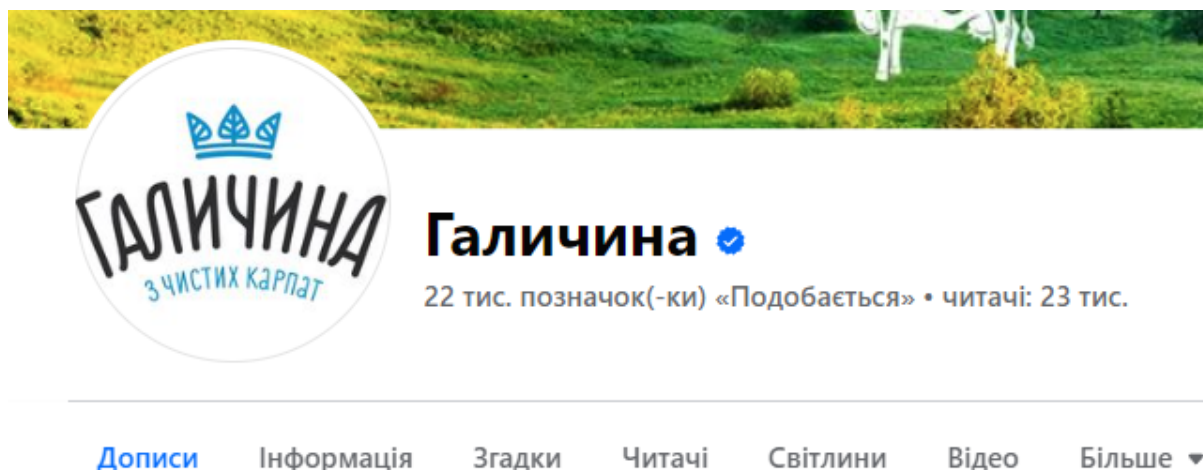 ГАЛИЧИНА
З ЧИСТИХ КАРПАТ
Галичина
22 тис. позначок(-ки) «Подобається» • читачі: 23 тис.
Дописи Інформація Згадки Читачі Світлини Відео Більше